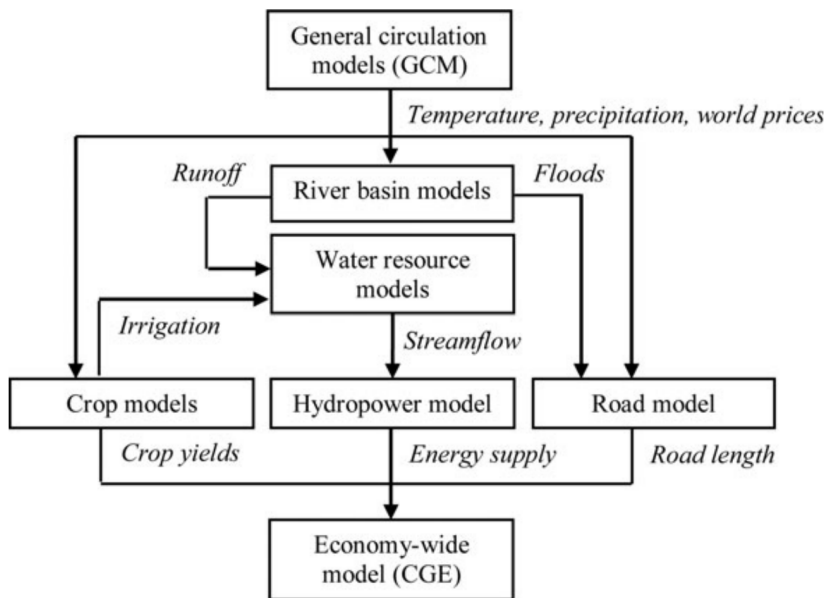 General circulation
models (GCM)
Temperature, precipitation, world prices
Runoff
River basin models
Floods
Water resource
models
Irrigation
Streamflow
Crop models
Hydropower model
Road model
Crop yields
Energy supply
Road length
Economy-wide
model (CGE)